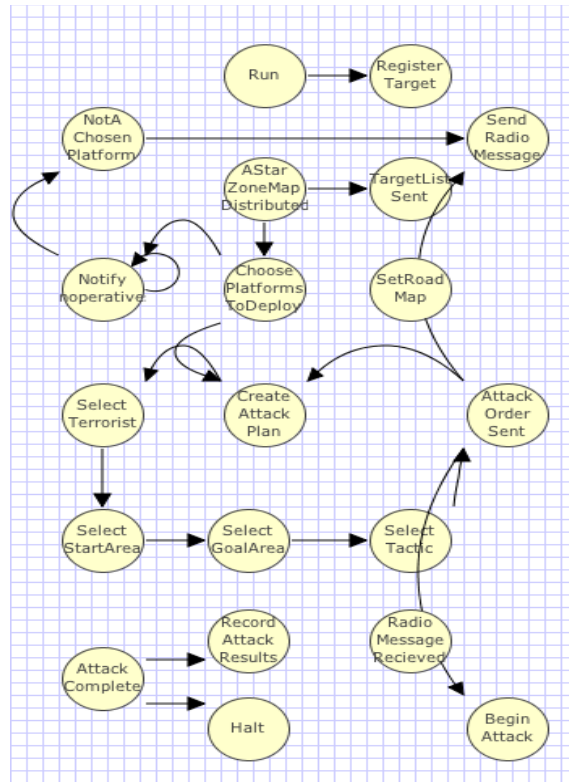 Run
Register
Target
NotA
Chosen
Platform
Send
Radio
Message
AStar
ZoneMap
Distributed
TargetList
Sent
Notify
noperative
Choose
Platforms
ToDeploy
SetRoad
Map
Select
Terrorist
Create
Attack
Plan
Attack
Order
Sent
Select
StartArea
Select
GoalArea
Select
Tactic
Record
Attack
Results
Radio
Message
Recieved
Attack
Complete
Halt
Begin
Attack